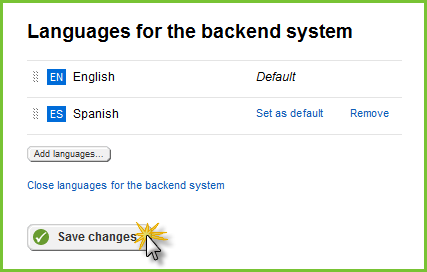 Languages for the backend system
EN English Default
ES Spanish Set as default Remove
Add languages...
Close languages for the backend system
Save changes